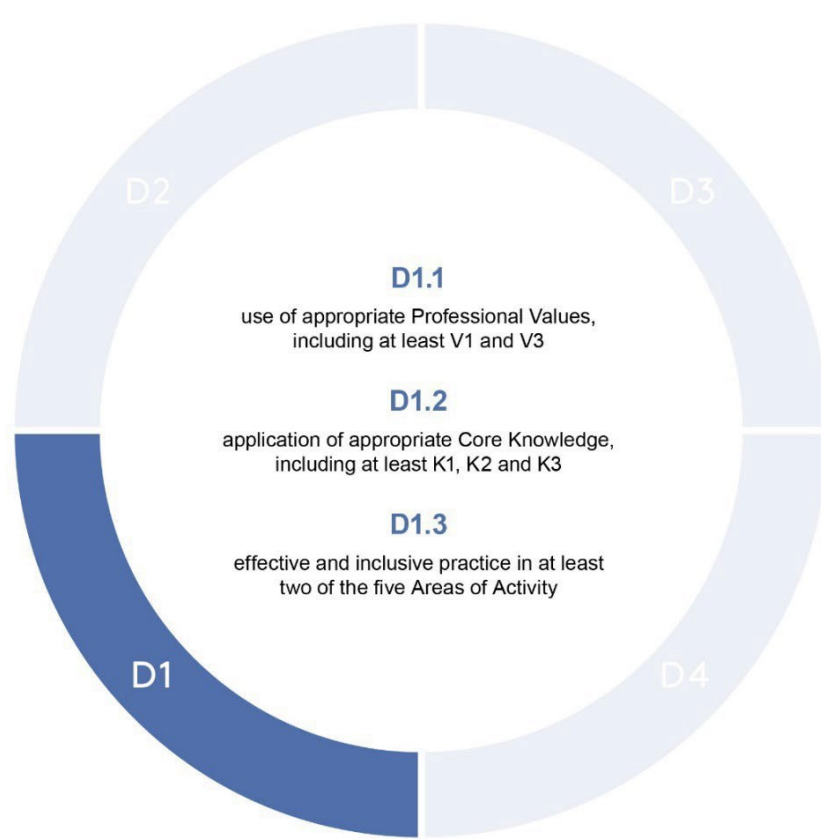 D2
D3
D1.1
use of appropriate Professional Values,
including at least V1 and V3
D1.2
application of appropriate Core Knowledge,
including at least K1, K2 and K3
D1.3
effective and inclusive practice in at least
two of the five Areas of Activity
D1
D4